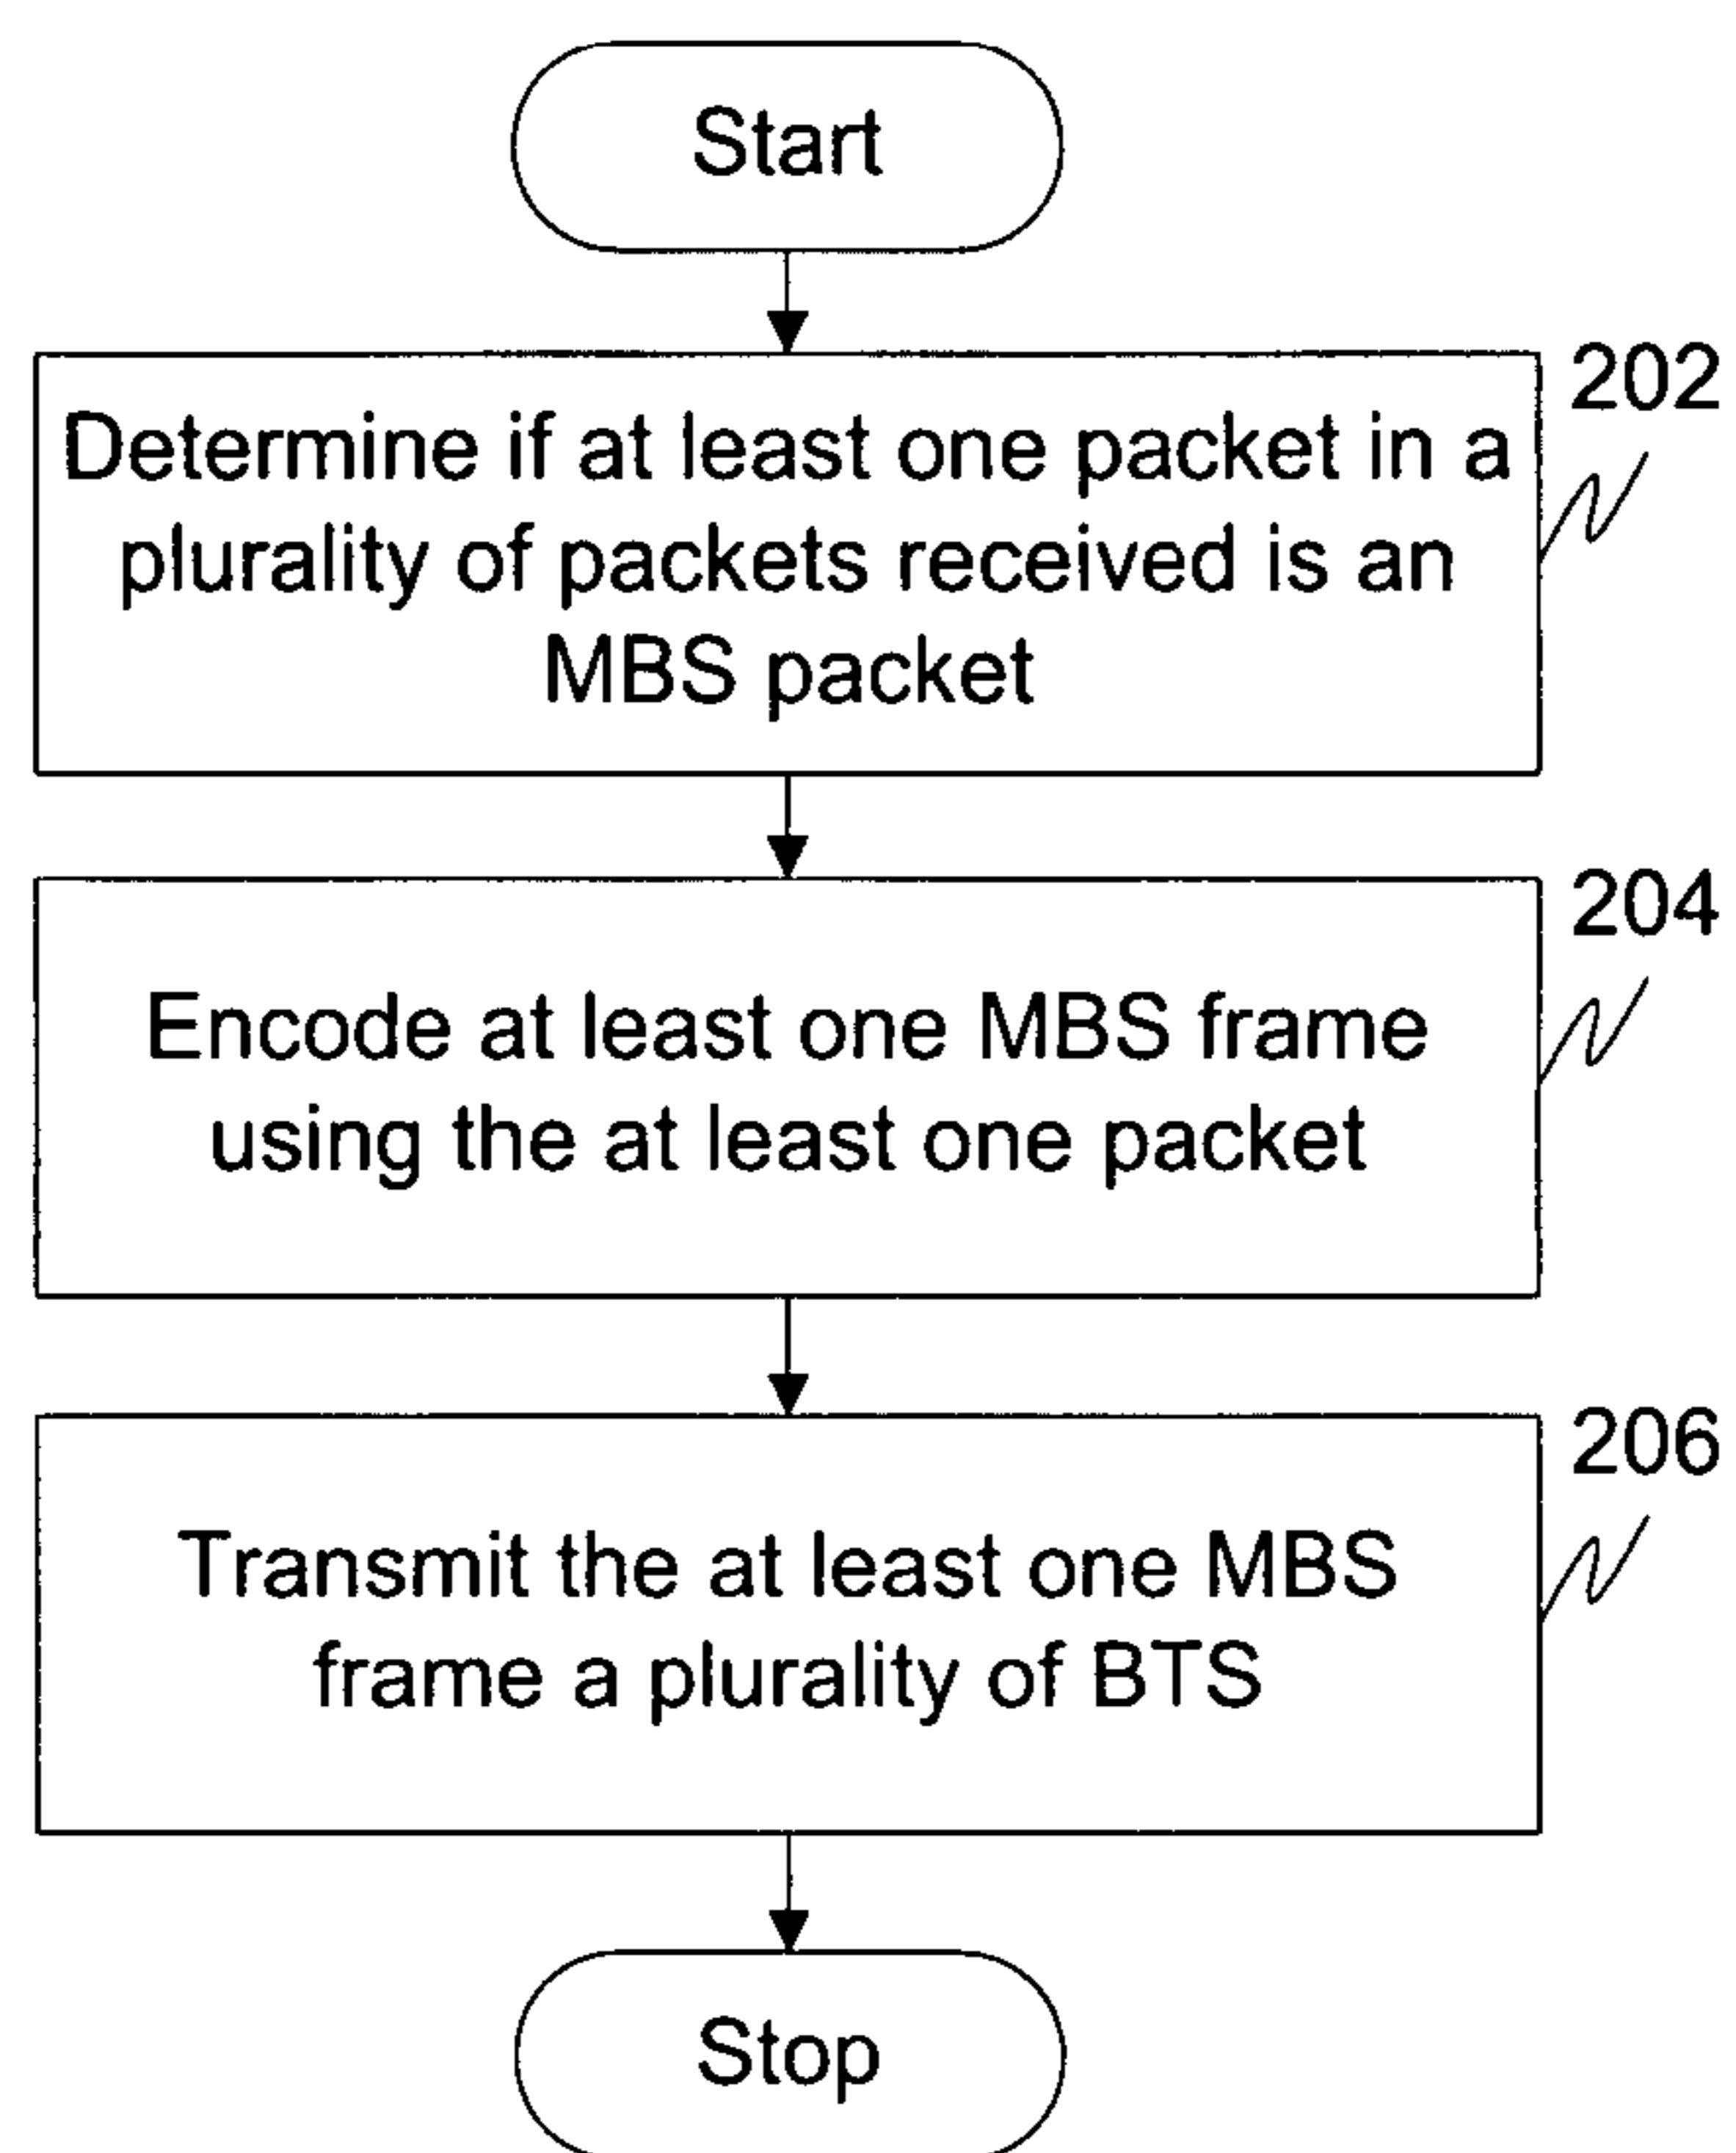 Start
202
Determine if at least one packet in a
plurality of packets received is an
MBS packet
204
Encode at least one MBS frame
using the at least one packet
206
Transmit the at least one MBS
frame a plurality of BTS
Stop